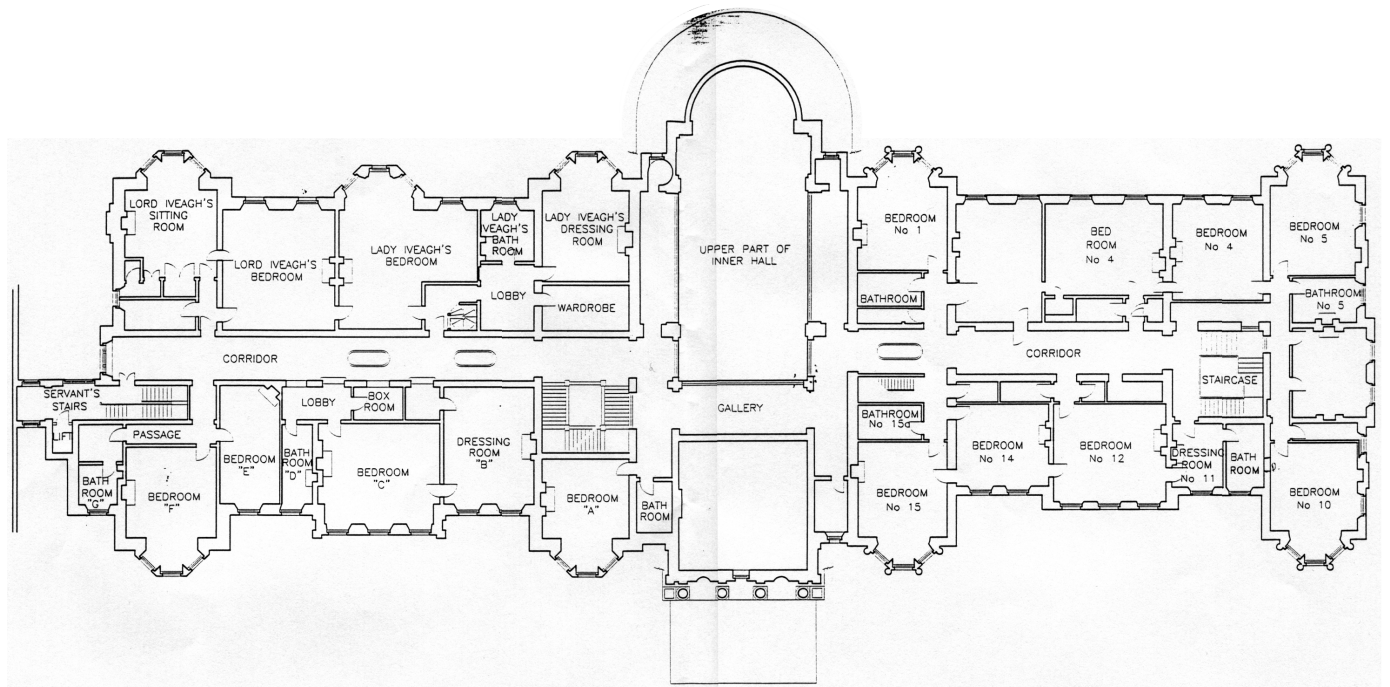 LORD IVEAGH'S
SITTING
ROOM
LORD IVEAGH'S
BEDROOM
LADY IVEAGH'S
BEDROOM
LADY
VEAGH'S
BATH
ROOM
LADY IVEAGH'S
DRESSING
ROOM
LOBBY
WARDROBE
UPPER PART OF
INNER HALL
BEDROOM
No 1
BATHROOM
BED
ROOM
No 4
BEDROOM
No 4
BEDROOM
No 5
BATHROOM
No 5
CORRIDOR
CORRIDOR
SERVANT'S
STAIRS
LIFT
PASSAGE
LOBBY
BOX
ROOM
GALLERY
STAIRCASE
BATH
ROOM
"G"
BEDROOM
"F"
BEDROOM
"E"
BATH
ROOM
"D"
BEDROOM
"C"
DRESSING
ROOM
"B"
BEDROOM
"A"
BATH
ROOM
BATHROOM
No 15a
BEDROOM
No 15
BEDROOM
No 14
BEDROOM
No 12
DRESSING
ROOM
No 11
BATH
ROOM
BEDROOM
No 10